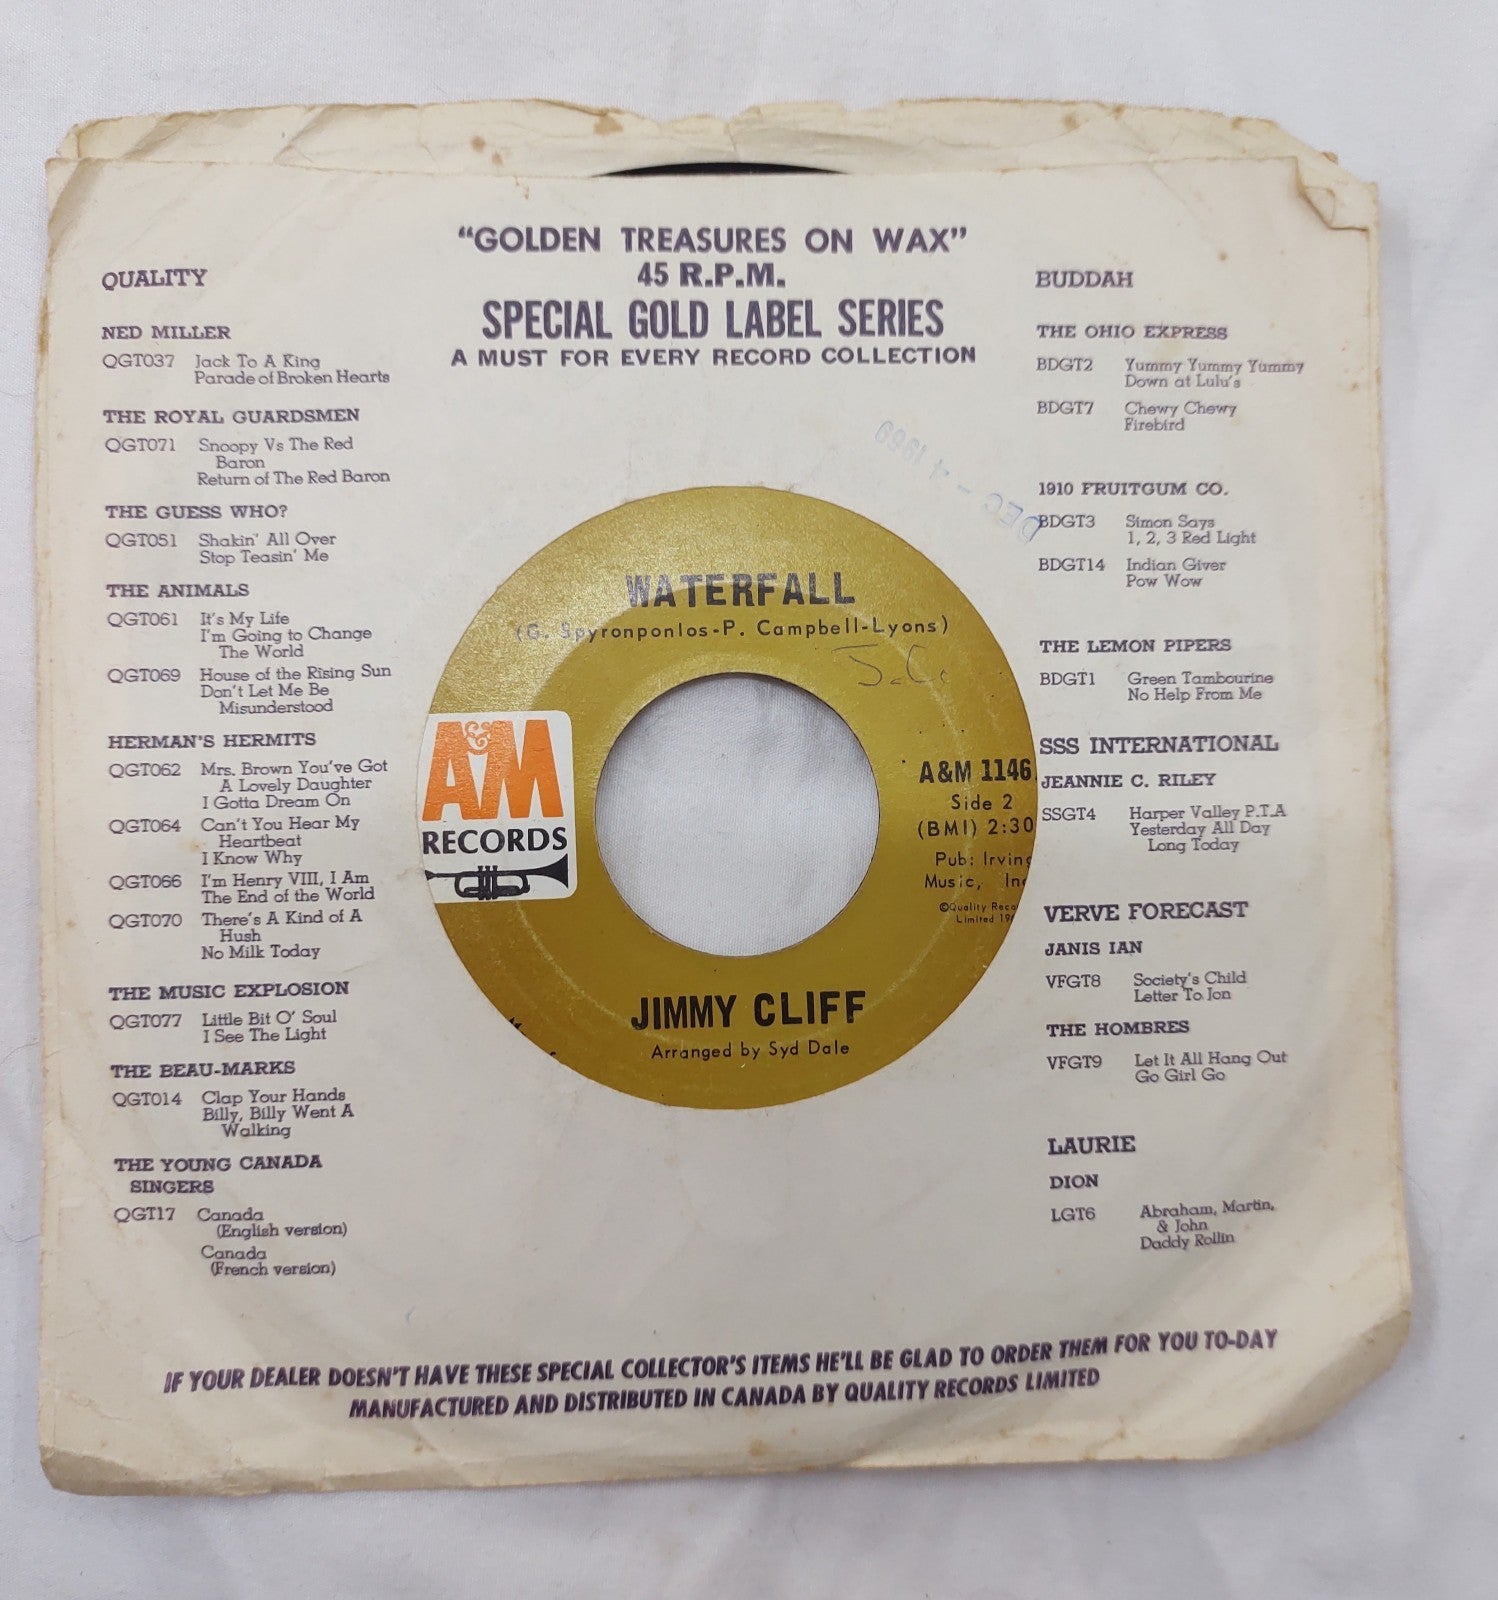 "GOLDEN TREASURES ON WAX"
45 R.P.M.
SPECIAL GOLD LABEL SERIES
A MUST FOR EVERY RECORD COLLECTION
QUALITY
NED MILLER
QGT037 Jack To A King
Parade of Broken Hearts
THE ROYAL GUARDSMEN
QGT071 Snoopy Vs The Red
Baron
Return of The Red Baron
THE GUESS WHO?
QGT051 Shakin' All Over
Stop Teasin' Me
THE ANIMALS
QGT061 It's My Life
I'm Going to Change
The World
QGT069 House of the Rising Sun
Don't Let Me Be
Misunderstood
HERMAN'S HERMITS
QGT062 Mrs. Brown You've Got
A Lovely Daughter
I Gotta Dream On
QGT064 Can't You Hear My
Heartbeat
I Know Why
QGT066 I'm Henry VIII, I Am
The End of the World
QGT070 There's A Kind of A
Hush
No Milk Today
THE MUSIC EXPLOSION
QGT077 Little Bit O' Soul
I See The Light
THE BEAU-MARKS
QGT014 Clap Your Hands
Billy, Billy Went A
Walking
THE YOUNG CANADA
SINGERS
QGT17 Canada
(English version)
Canada
(French version)
DEC - 4 1969
WATERFALL
(G. Spyronponlos-P. Campbell-Lyons)
J.C.
A&M
RECORDS
A&M 1146
Side 2
(BMI) 2:30
Pub: Irving
Music,
©Quality
Limited
JIMMY CLIFF
Arranged by Syd Dale
BUDDAH
THE OHIO EXPRESS
BDGT2 Yummy Yummy Yummy
Down at Lulu's
BDGT7 Chewy Chewy
Firebird
1910 FRUITGUM CO.
BDGT3 Simon Says
1, 2, 3 Red Light
BDGT14 Indian Giver
Pow Wow
THE LEMON PIPERS
BDGT1 Green Tambourine
No Help From Me
SSS INTERNATIONAL
JEANNIE C. RILEY
SSGT4 Harper Valley P.T.A
Yesterday All Day
Long Today
VERVE FORECAST
JANIS IAN
VFGT8 Society's Child
Letter To Jon
THE HOMBRES
VFGT9 Let It All Hang Out
Go Girl Go
LAURIE
DION
LGT6 Abraham, Martin,
& John
Daddy Rollin
IF YOUR DEALER DOESN'T HAVE THESE SPECIAL COLLECTOR'S ITEMS HE'LL BE GLAD TO ORDER THEM FOR YOU TO-DAY
MANUFACTURED AND DISTRIBUTED IN CANADA BY QUALITY RECORDS LIMITED